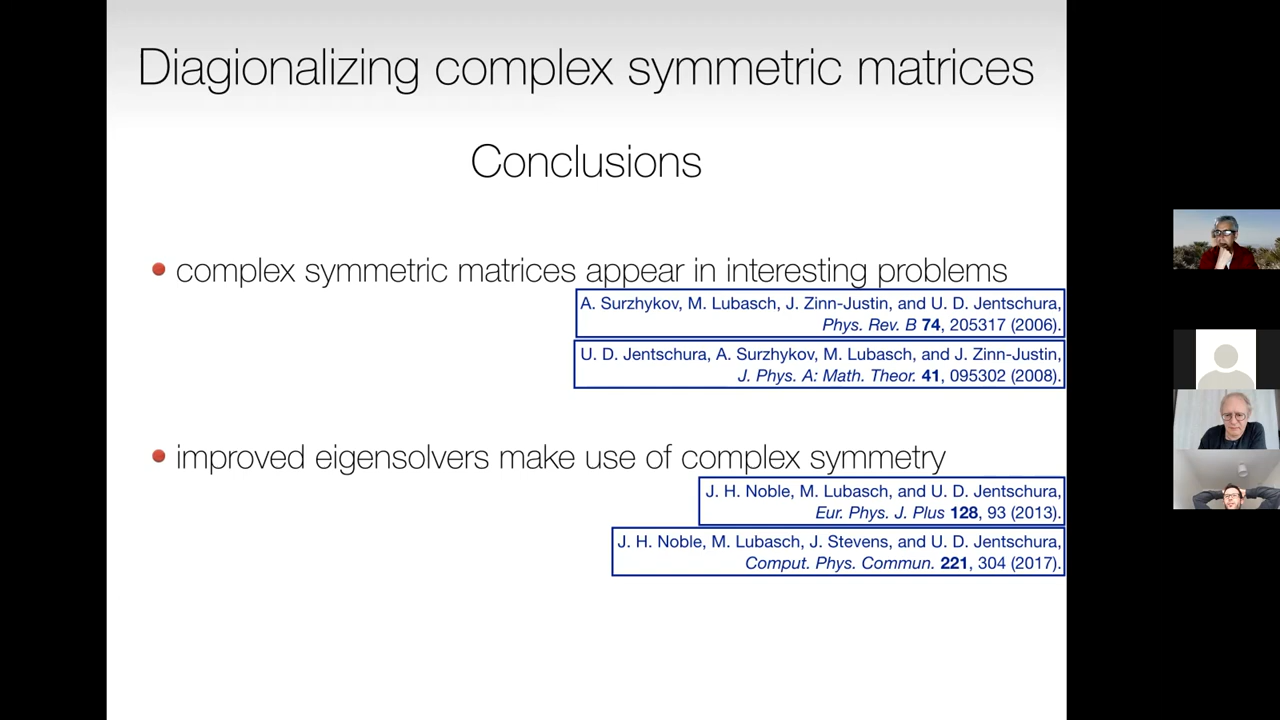 Diagionalizing complex symmetric matrices
Conclusions
complex symmetric matrices appear in interesting problems
A. Surzhykov, M. Lubasch, J. Zinn-Justin, and U. D. Jentschura,
Phys. Rev. B 74, 205317 (2006).
U. D. Jentschura, A. Surzhykov, M. Lubasch, and J. Zinn-Justin,
J. Phys. A: Math. Theor. 41, 095302 (2008).
improved eigensolvers make use of complex symmetry
J. H. Noble, M. Lubasch, and U. D. Jentschura,
Eur. Phys. J. Plus 128, 93 (2013).
J. H. Noble, M. Lubasch, J. Stevens, and U. D. Jentschura,
Comput. Phys. Commun. 221, 304 (2017).